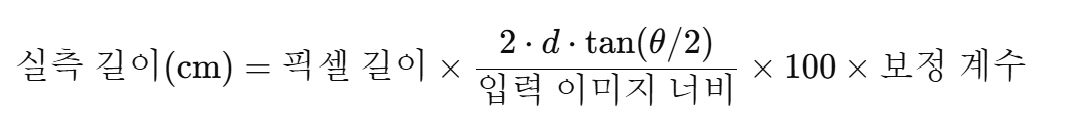 실측 길이(cm) = 픽셀 길이 × (2 · d · tan(θ/2)) / 입력 이미지 너비 × 100 × 보정 계수